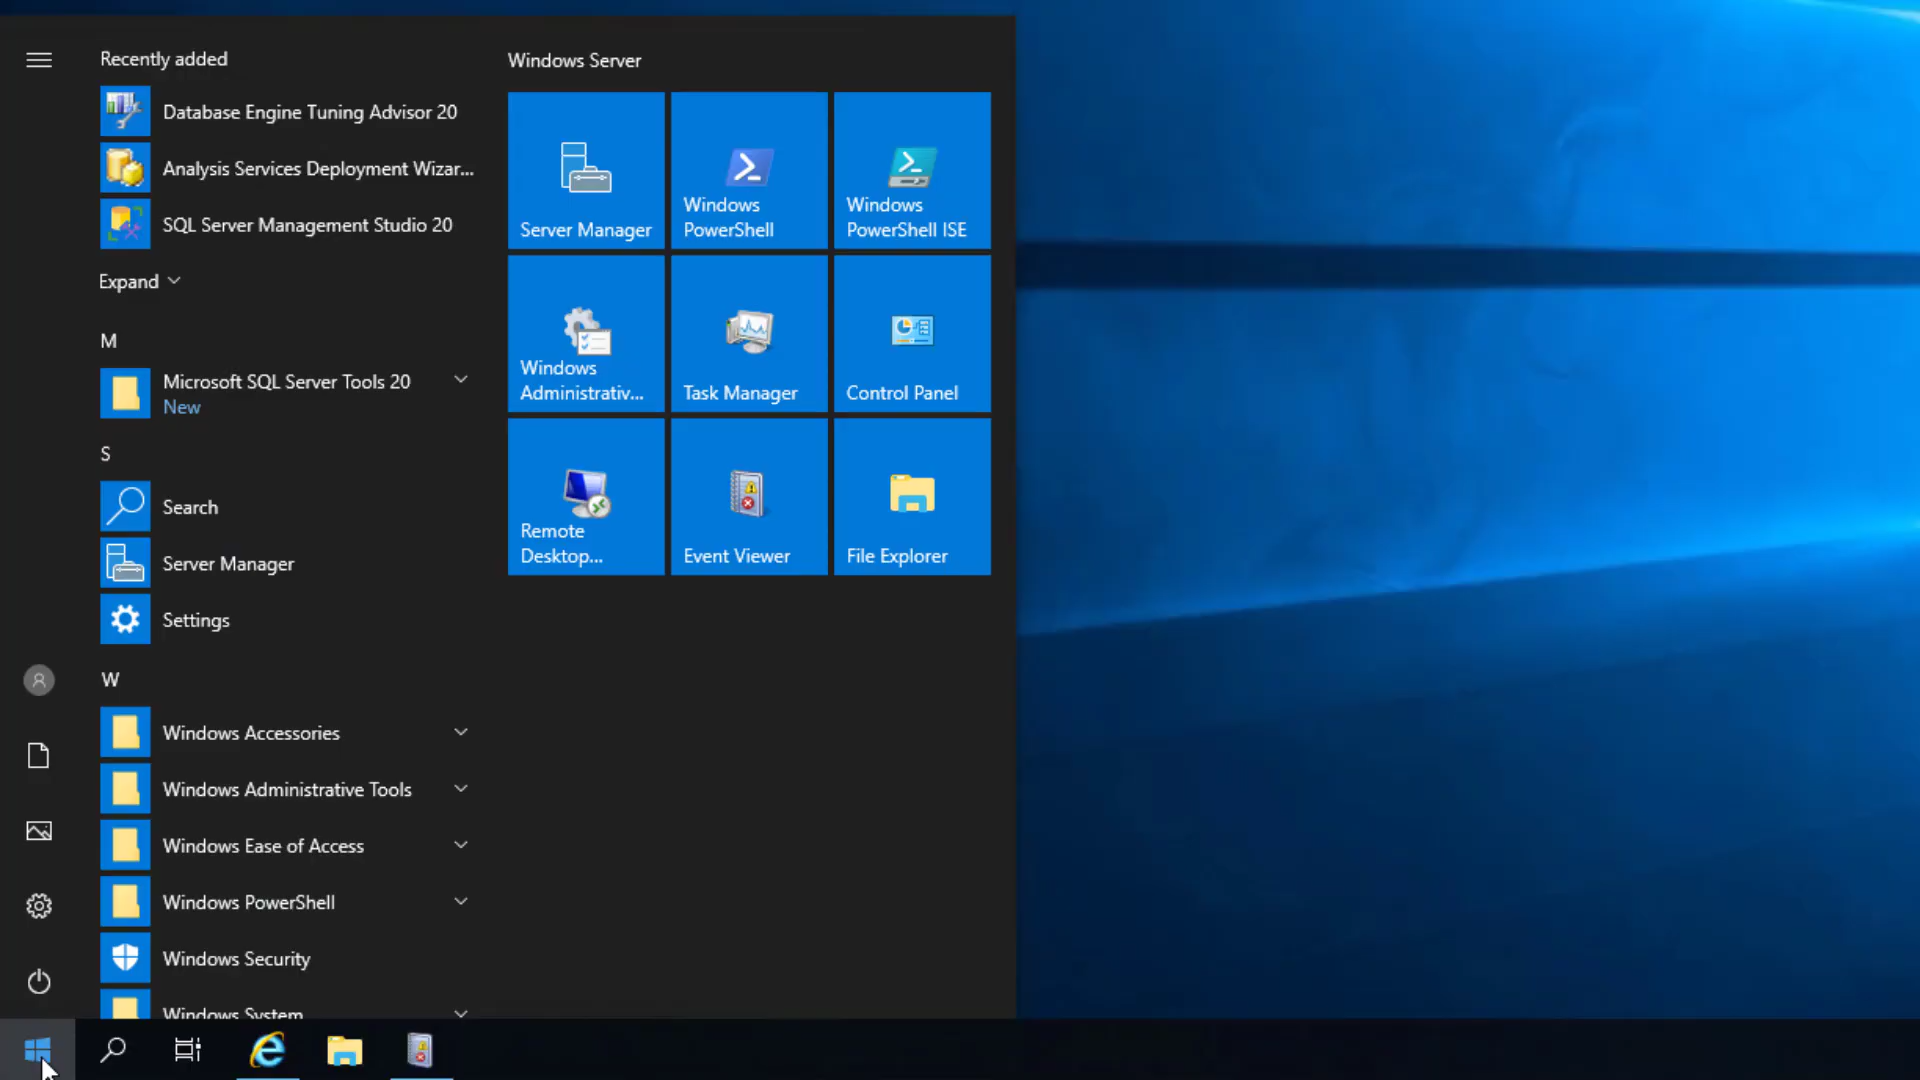 Recently added
Database Engine Tuning Advisor 20
Analysis Services Deployment Wizar...
SQL Server Management Studio 20
Expand
M
Microsoft SQL Server Tools 20
New
S
Search
Server Manager
Settings
W
Windows Accessories
Windows Administrative Tools
Windows Ease of Access
Windows PowerShell
Windows Security
Windows System
Windows Server
Server Manager
Windows
PowerShell
Windows
PowerShell ISE
Windows
Administrativ...
Task Manager
Control Panel
Remote
Desktop...
Event Viewer
File Explorer